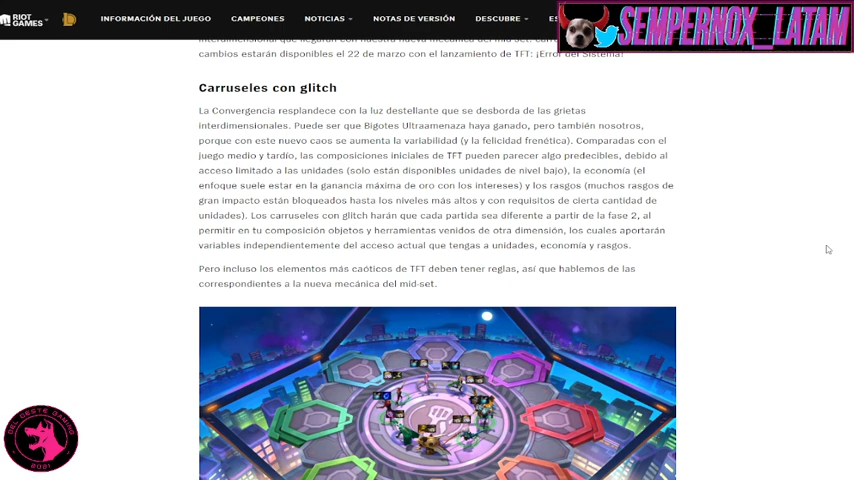 RIOT GAMES
INFORMACIÓN DEL JUEGO
CAMPEONES
NOTICIAS
NOTAS DE VERSIÓN
DESCUBRE
SEMPERNOX_LATAM
cambios estarán disponibles el 22 de marzo con el lanzamiento de TFT: ¡Error del Sistema!
Carruseles con glitch
La Convergencia resplandece con la luz destellante que se desborda de las grietas
interdimensionales. Puede ser que Bigotes Ultraamenaza haya ganado, pero también nosotros,
porque con este nuevo caos se aumenta la variabilidad (y la felicidad frenética). Comparadas con el
juego medio y tardío, las composiciones iniciales de TFT pueden parecer algo predecibles, debido al
acceso limitado a las unidades (solo están disponibles unidades de nivel bajo), la economía (el
enfoque suele estar en la ganancia máxima de oro con los intereses) y los rasgos (muchos rasgos de
gran impacto están bloqueados hasta los niveles más altos y con requisitos de cierta cantidad de
unidades). Los carruseles con glitch harán que cada partida sea diferente a partir de la fase 2, al
permitir en tu composición objetos y herramientas venidos de otra dimensión, los cuales aportarán
variables independientemente del acceso actual que tengas a unidades, economía y rasgos.
Pero incluso los elementos más caóticos de TFT deben tener reglas, así que hablemos de las
correspondientes a la nueva mecánica del mid-set.
DEL OESTE GAMING
2021